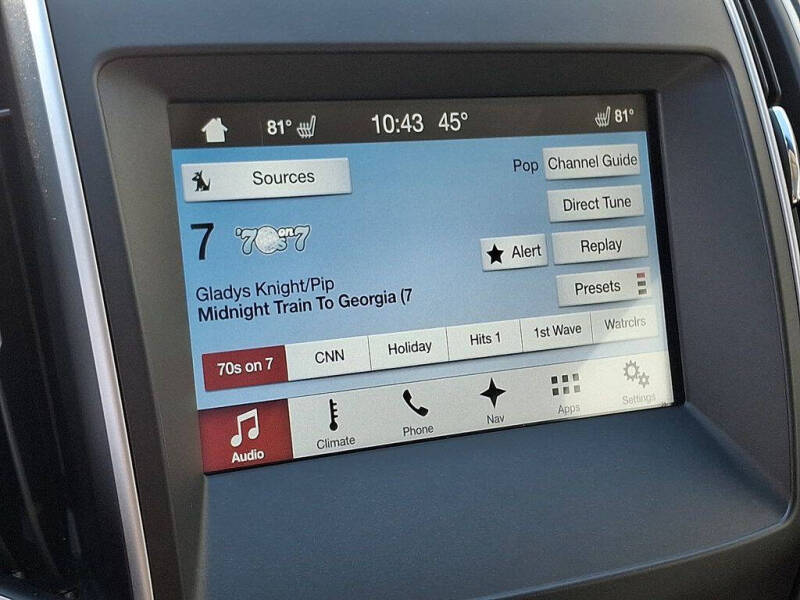 81° 10:43 45° 81°
Sources
Pop Channel Guide
Direct Tune
7 '70s on 7
Alert Replay
Gladys Knight/Pip
Presets
Midnight Train To Georgia (7
70s on 7 CNN Holiday Hits 1 1st Wave Watrclrs
Audio Climate Phone Nav Apps Settings